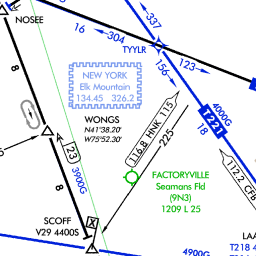 NOSEE
16
304
337
TYYLR
156
123
NEW YORK
Elk Mountain
134.45 326.2
WONGS
N41°38.20'
W75°52.30'
116.8 HNK 115
225
4000G
18
8
23
3900G
8
FACTORYVILLE
Seamans Fld
(9N3)
1209 L 25
112.2 CFB
SCOFF
V29 4400S
X
4900G
LAA
T218 4